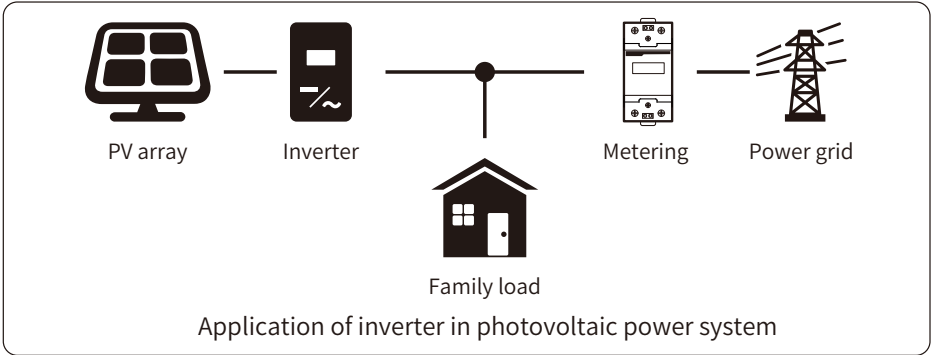 PV array
Inverter
Metering
Power grid
Family load
Application of inverter in photovoltaic power system